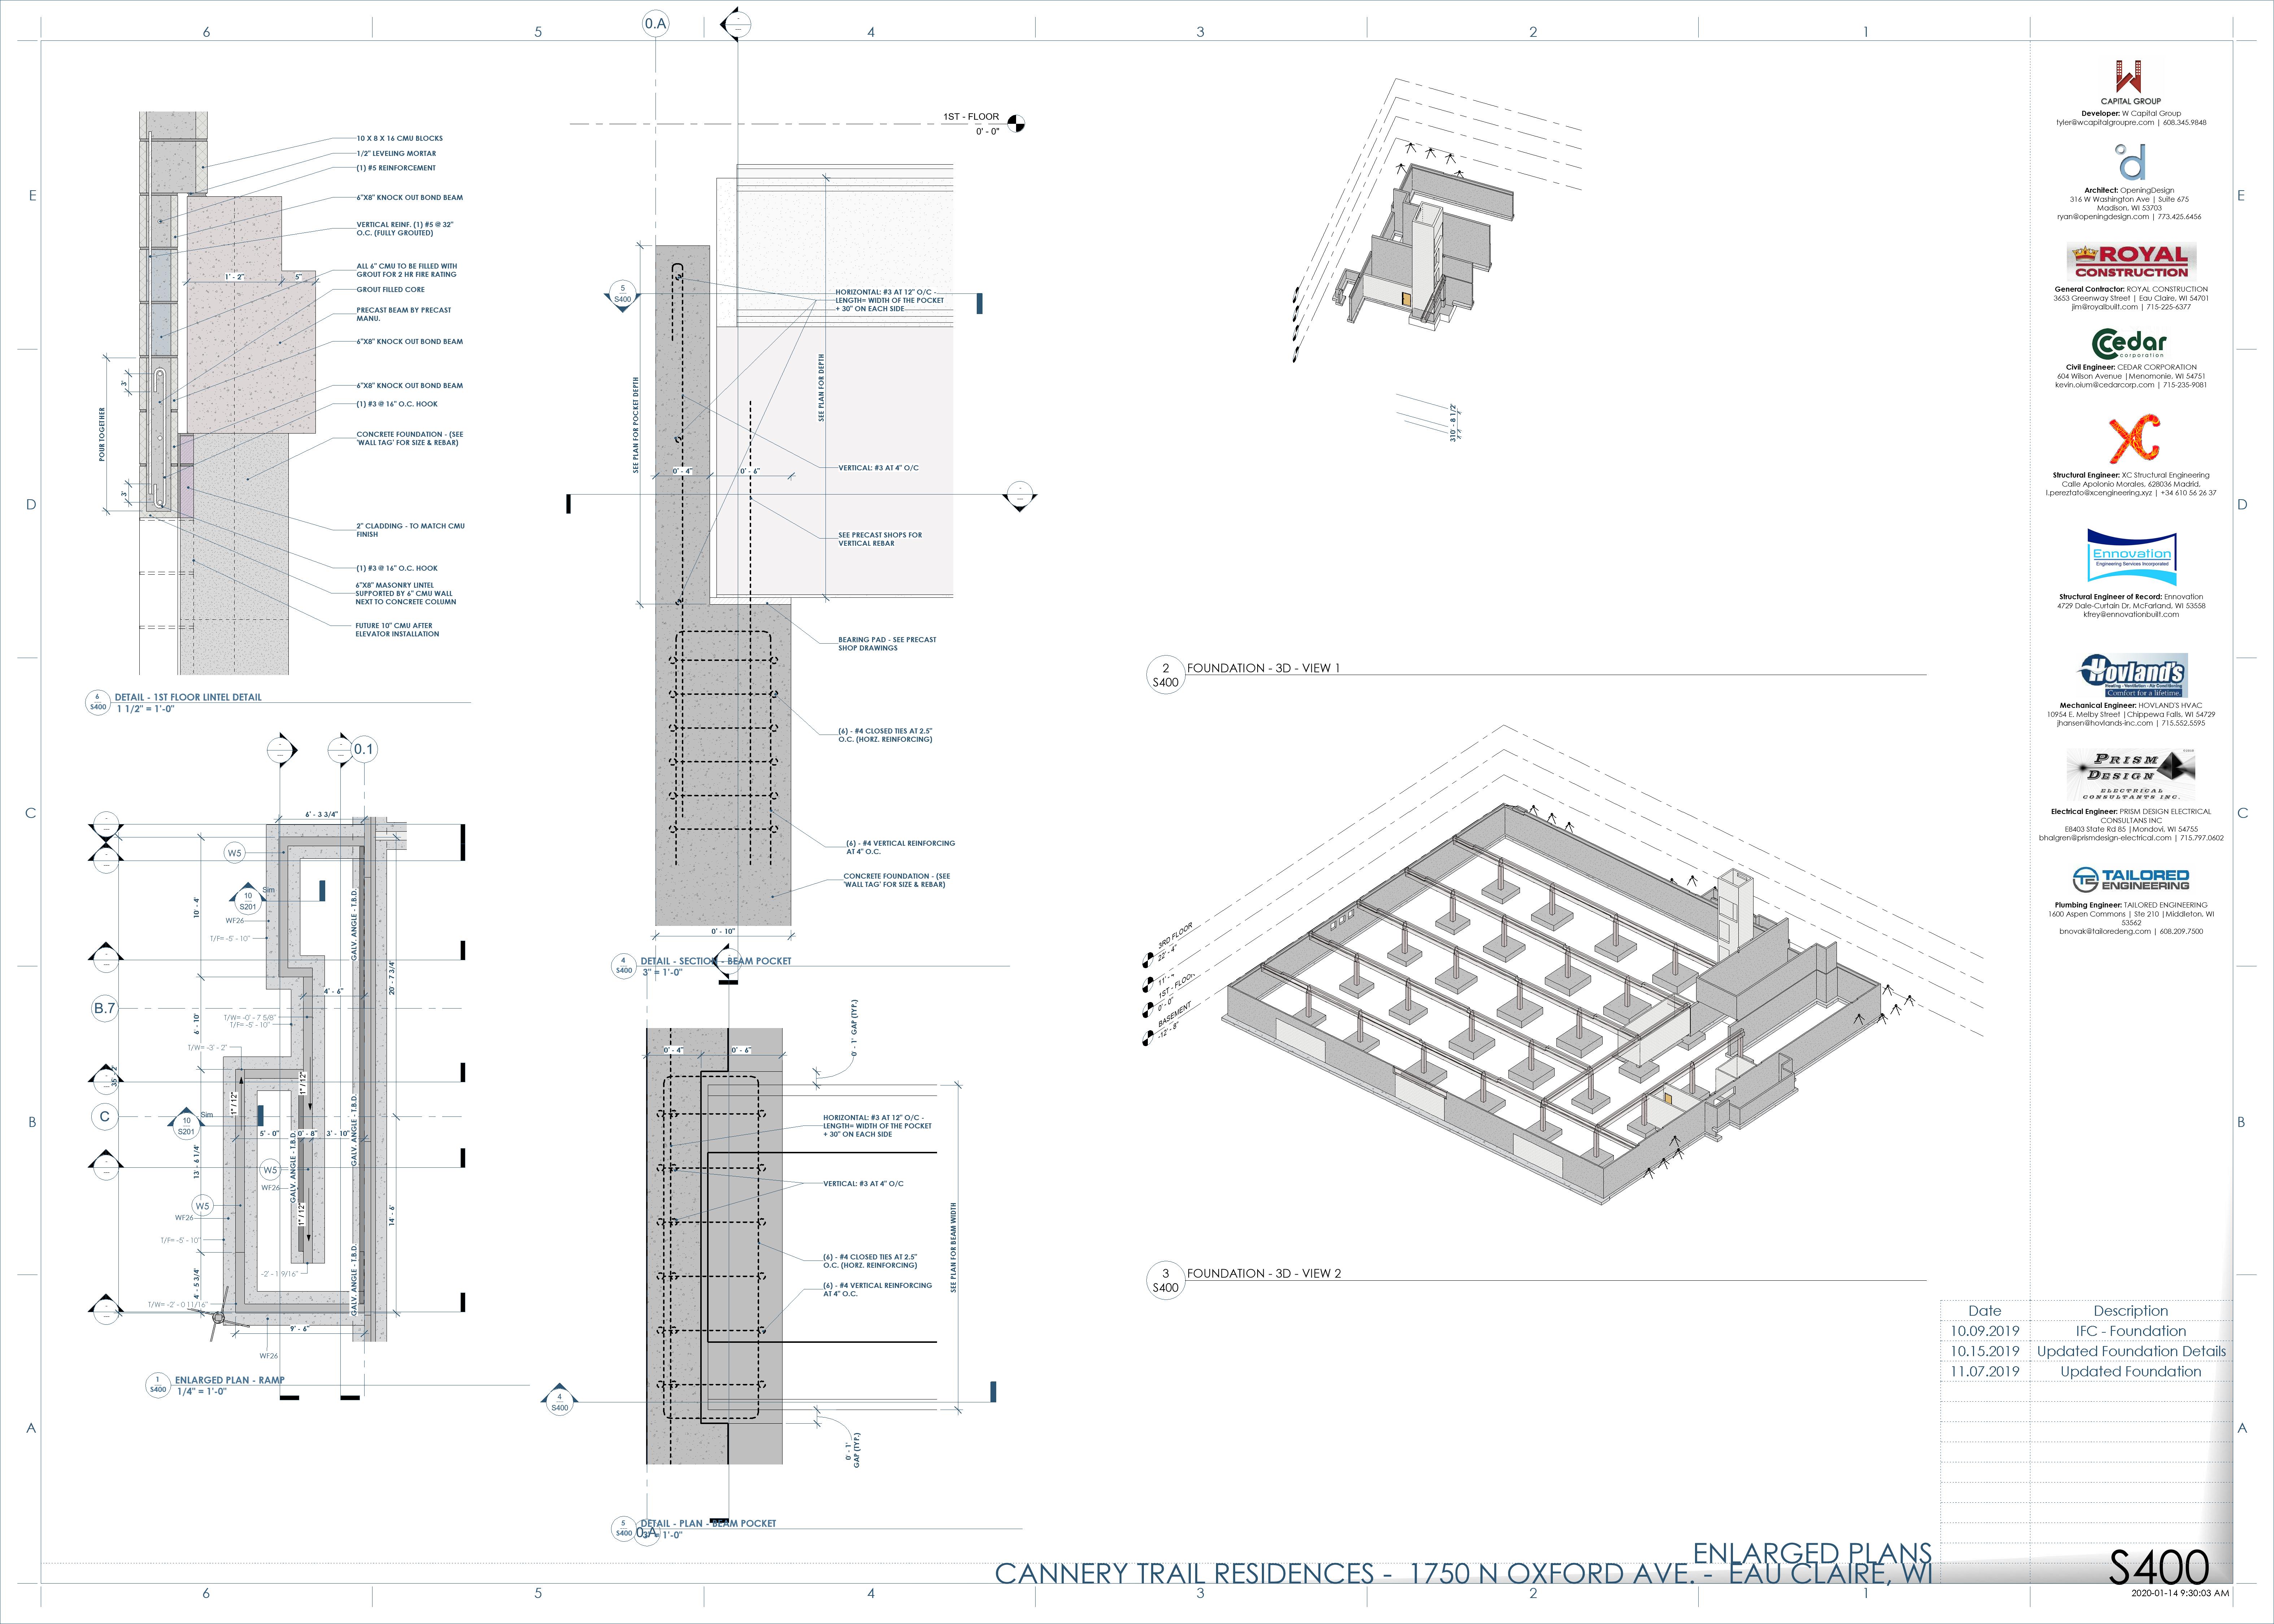 6
5
4
3
2
1
0.A
10 X 8 X 16 CMU BLOCKS
1/2" LEVELING MORTAR
(1) #5 REINFORCEMENT
6"X8" KNOCK OUT BOND BEAM
VERTICAL REINF. (1) #5 @ 32"
O.C. (FULLY GROUTED)
ALL 6" CMU TO BE FILLED WITH
GROUT FOR 2 HR FIRE RATING
GROUT FILLED CORE
PRECAST BEAM BY PRECAST
MANU.
6"X8" KNOCK OUT BOND BEAM
6"X8" KNOCK OUT BOND BEAM
(1) #3 @ 16" O.C. HOOK
CONCRETE FOUNDATION - (SEE
'WALL TAG' FOR SIZE & REBAR)
2" CLADDING - TO MATCH CMU
FINISH
(1) #3 @ 16" O.C. HOOK
6"X8" MASONRY LINTEL
SUPPORTED BY 6" CMU WALL
NEXT TO CONCRETE COLUMN
FUTURE 10" CMU AFTER
ELEVATOR INSTALLATION
1' - 2"
5"
3"
3"
POUR TOGETHER
6
S400
DETAIL - 1ST FLOOR LINTEL DETAIL
1 1/2" = 1'-0"
0.1
6' - 3 3/4"
W5
10
S201
Sim
WF26
T/F= -5' - 10"
10' - 4"
GALV. ANGLE - T.B.D.
20' - 7 3/4"
4' - 6"
B.7
T/W= -0' - 7 5/8"
T/F= -5' - 10"
6' - 10"
T/W= -3' - 2"
35' - 2"
1" / 12"
1" / 12"
C
10
S201
Sim
GALV. ANGLE - T.B.D.
5' - 0"
0' - 8"
3' - 10"
13' - 6 1/4"
GALV. ANGLE - T.B.D.
W5
WF26
W5
WF26
1" / 12"
14' - 6"
T/F= -5' - 10"
-2' - 1 9/16"
4' - 5 3/4"
T/W= -2' - 0 11/16"
GALV. ANGLE - T.B.D.
9' - 6"
WF26
1
S400
ENLARGED PLAN - RAMP
1/4" = 1'-0"
1ST - FLOOR
0' - 0"
5
S400
HORIZONTAL: #3 AT 12" O/C -
LENGTH= WIDTH OF THE POCKET
+ 30" ON EACH SIDE
SEE PLAN FOR POCKET DEPTH
SEE PLAN FOR DEPTH
0' - 4"
0' - 6"
VERTICAL: #3 AT 4" O/C
SEE PRECAST SHOPS FOR
VERTICAL REBAR
BEARING PAD - SEE PRECAST
SHOP DRAWINGS
(6) - #4 CLOSED TIES AT 2.5"
O.C. (HORZ. REINFORCING)
(6) - #4 VERTICAL REINFORCING
AT 4" O.C.
CONCRETE FOUNDATION - (SEE
'WALL TAG' FOR SIZE & REBAR)
0' - 10"
4
S400
DETAIL - SECTION - BEAM POCKET
3" = 1'-0"
0' - 4"
0' - 6"
0' - 1" GAP (TYP.)
HORIZONTAL: #3 AT 12" O/C -
LENGTH= WIDTH OF THE POCKET
+ 30" ON EACH SIDE
VERTICAL: #3 AT 4" O/C
(6) - #4 CLOSED TIES AT 2.5"
O.C. (HORZ. REINFORCING)
(6) - #4 VERTICAL REINFORCING
AT 4" O.C.
SEE PLAN FOR BEAM WIDTH
4
S400
0' - 1"
GAP (TYP.)
5
S400
DETAIL - PLAN - BEAM POCKET
3" = 1'-0"
0.A
310' - 8 1/2"
2
S400
FOUNDATION - 3D - VIEW 1
3RD FLOOR
22' - 4"
11' -
1ST - FLOOR
0' - 0"
BASEMENT
-12' - 8"
3
S400
FOUNDATION - 3D - VIEW 2
W
CAPITAL GROUP
Developer: W Capital Group
tyler@wcapitalgroupre.com | 608.345.9848
d
Architect: OpeningDesign
316 W Washington Ave | Suite 675
Madison, WI 53703
ryan@openingdesign.com | 773.425.6456
ROYAL
CONSTRUCTION
General Contractor: ROYAL CONSTRUCTION
3653 Greenway Street | Eau Claire, WI 54701
jim@royalbuilt.com | 715-225-6377
Cedar
corporation
Civil Engineer: CEDAR CORPORATION
604 Wilson Avenue |Menomonie, WI 54751
kevin.oium@cedarcorp.com | 715-235-9081
XC
Structural Engineer: XC Structural Engineering
Calle Apolonio Morales, 628036 Madrid,
l.pereztato@xcengineering.xyz | +34 610 56 26 37
Ennovation
Engineering Services Incorporated
Structural Engineer of Record: Ennovation
4729 Dale-Curtain Dr, McFarland, WI 53558
kfrey@ennovationbuilt.com
Hovland's
Heating - Ventilation - Air Conditioning
Comfort for a lifetime.
Mechanical Engineer: HOVLAND'S HVAC
10954 E. Melby Street |Chippewa Falls, WI 54729
jhansen@hovlands-inc.com | 715.552.5595
PRISM
DESIGN
ELECTRICAL
CONSULTANTS INC.
Electrical Engineer: PRISM DESIGN ELECTRICAL
CONSULTANS INC
E8403 State Rd 85 |Mondovi, WI 54755
bhalgren@prismdesign-electrical.com | 715.797.0602
TE TAILORED
ENGINEERING
Plumbing Engineer: TAILORED ENGINEERING
1600 Aspen Commons | Ste 210 |Middleton, WI
53562
bnovak@tailoredeng.com | 608.209.7500
Date Description
10.09.2019 IFC - Foundation
10.15.2019 Updated Foundation Details
11.07.2019 Updated Foundation
ENLARGED PLANS
CANNERY TRAIL RESIDENCES - 1750 N OXFORD AVE. - EAU CLAIRE, WI
S400
2020-01-14 9:30:03 AM
E
D
C
B
A
E
D
C
B
A
6
5
4
3
2
1